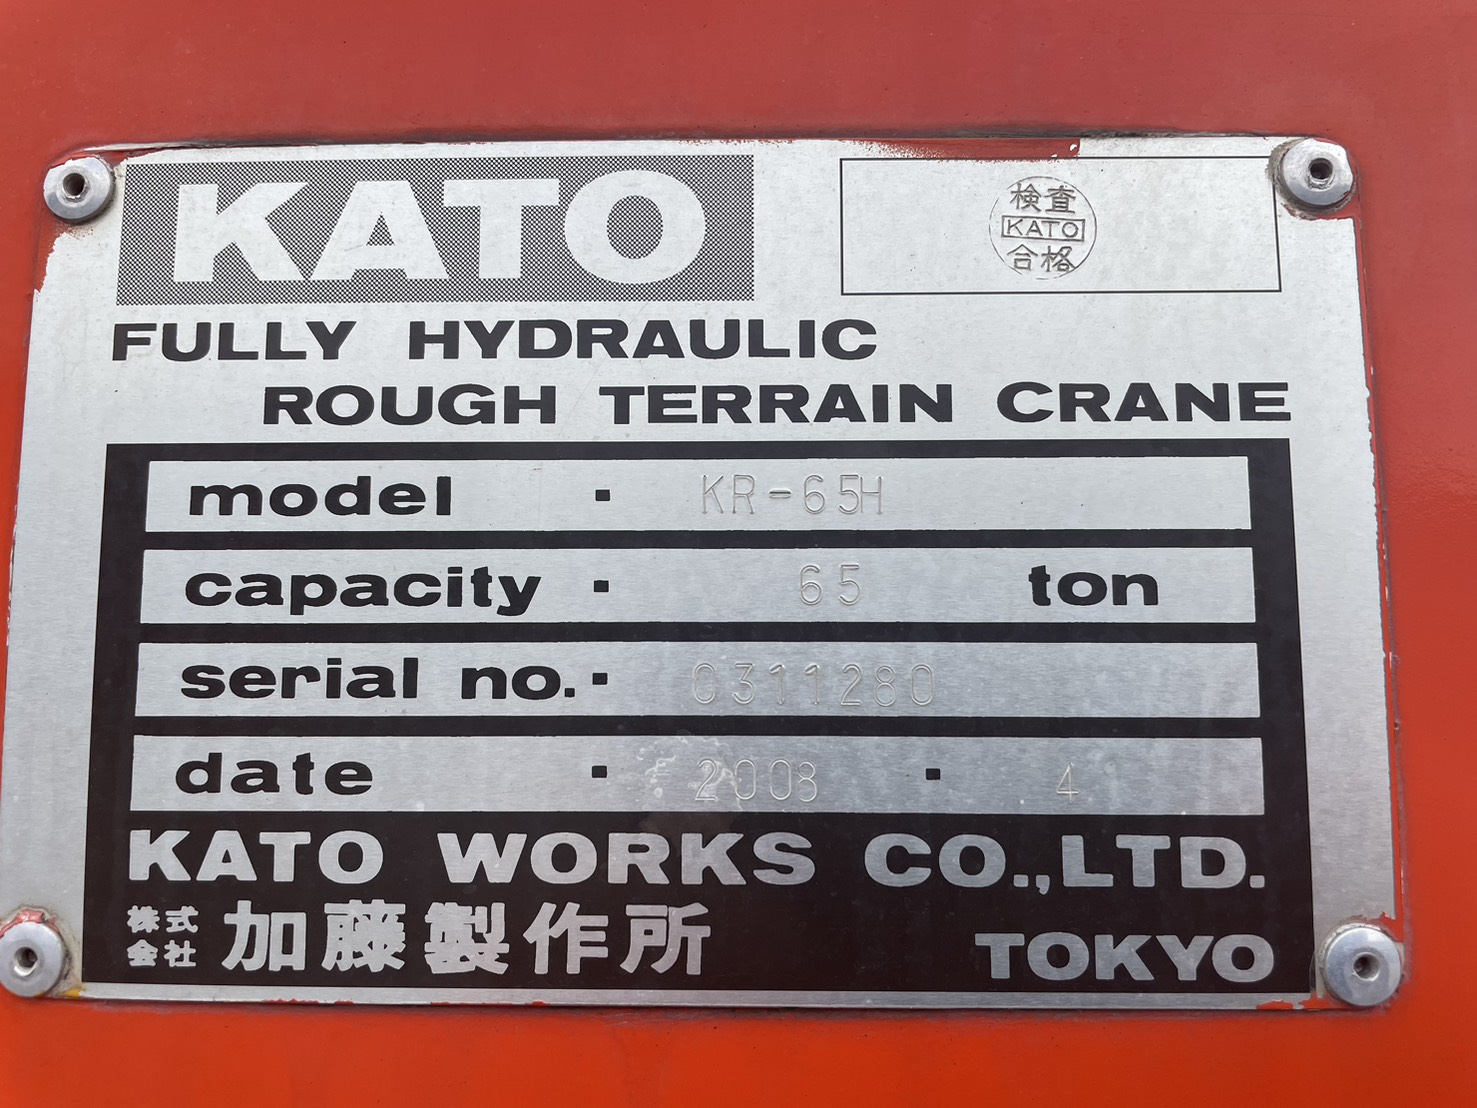 KATO
検査
KATO
合格
FULLY HYDRAULIC
ROUGH TERRAIN CRANE
model · KR-65H
capacity · 65 ton
serial no. · 0311280
date · 2008 · 4
KATO WORKS CO.,LTD.
株式会社 加藤製作所 TOKYO